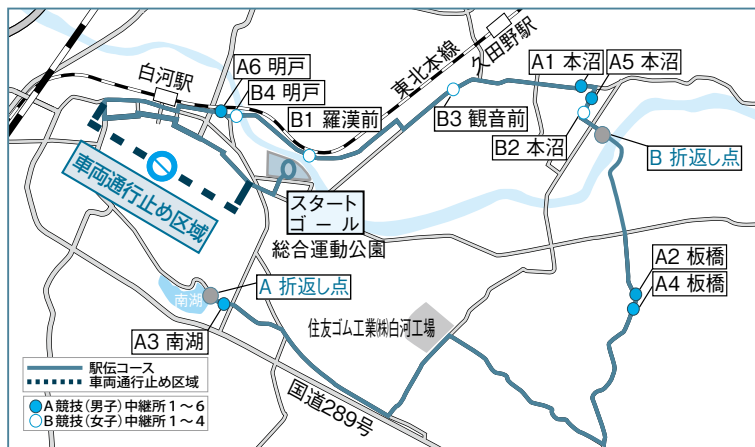 白河駅
A6 明戸
B4 明戸
B1 羅漢前
東北本線
久田野駅
A1 本沼
A5 本沼
B3 観音前
B2 本沼
B 折返し点
車両通行止め区域
スタート
ゴール
総合運動公園
A2 板橋
A4 板橋
A 折返し点
南湖
A3 南湖
住友ゴム工業㈱白河工場
国道289号
駅伝コース
車両通行止め区域
A競技(男子)中継所1～6
B競技(女子)中継所1～4